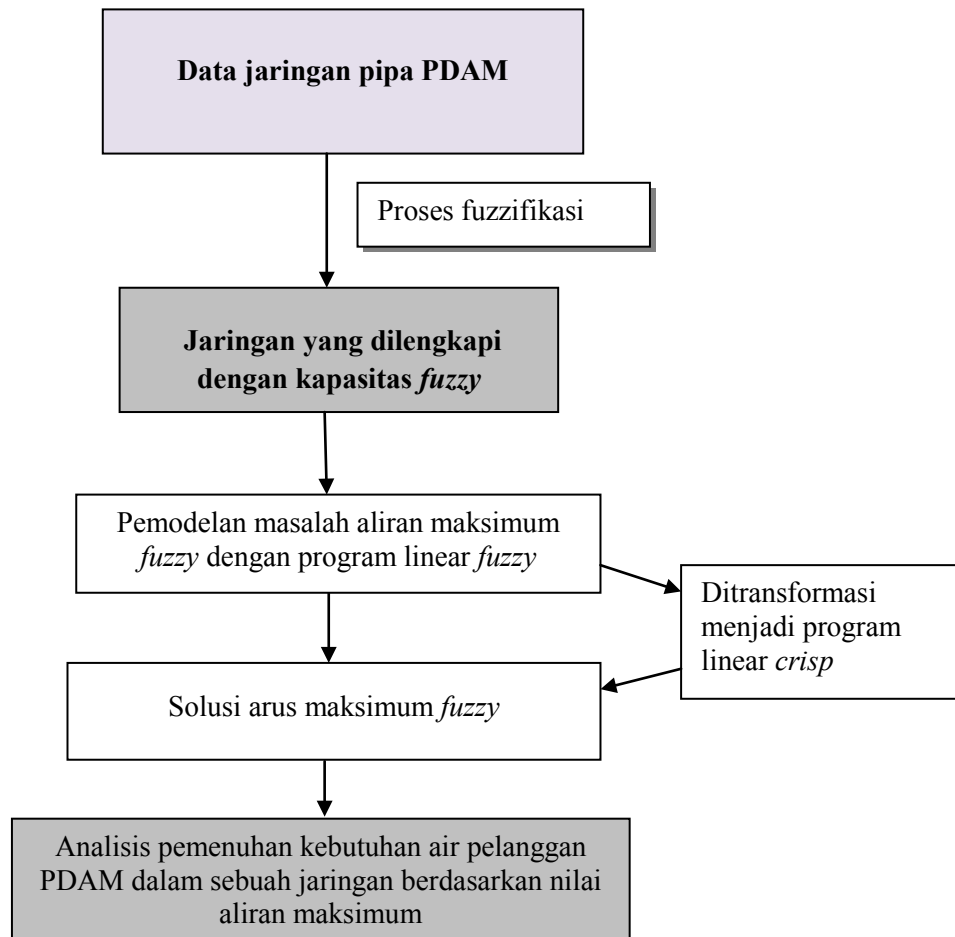 Data jaringan pipa PDAM
Proses fuzzifikasi
Jaringan yang dilengkapi
dengan kapasitas fuzzy
Pemodelan masalah aliran maksimum
fuzzy dengan program linear fuzzy
Ditransformasi
menjadi program
linear crisp
Solusi arus maksimum fuzzy
Analisis pemenuhan kebutuhan air pelanggan
PDAM dalam sebuah jaringan berdasarkan nilai
aliran maksimum